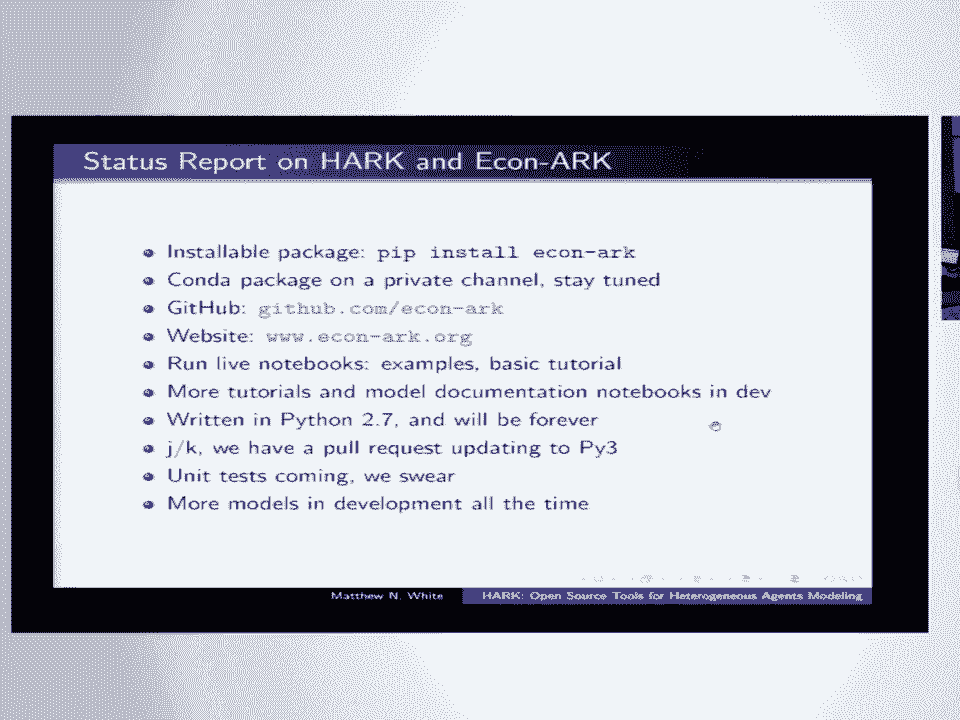 Status Report on HARK and Econ-ARK
Installable package: pip install econ-ark
Conda package on a private channel, stay tuned
GitHub: github.com/econ-ark
Website: www.econ-ark.org
Run live notebooks: examples, basic tutorial
More tutorials and model documentation notebooks in dev
Written in Python 2.7, and will be forever
j/k, we have a pull request updating to Py3
Unit tests coming, we swear
More models in development all the time
Matthew N. White
HARK: Open Source Tools for Heterogeneous Agents Modeling